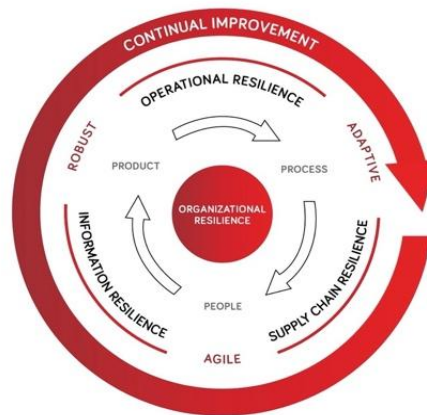 CONTINUAL IMPROVEMENT
OPERATIONAL RESILIENCE
ROBUST
ADAPTIVE
PRODUCT
PROCESS
ORGANIZATIONAL
RESILIENCE
INFORMATION RESILIENCE
SUPPLY CHAIN RESILIENCE
PEOPLE
AGILE